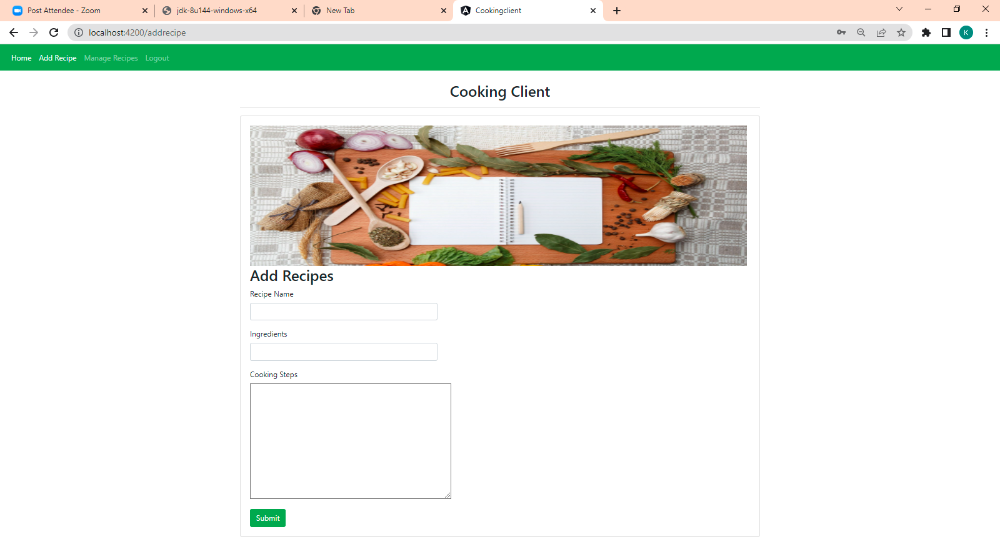 Post Attendee - Zoom jdk-8u144-windows-x64 New Tab Cookingclient
localhost:4200/addrecipe K
Home Add Recipe Manage Recipes Logout
Cooking Client
Add Recipes
Recipe Name
Ingredients
Cooking Steps
Submit